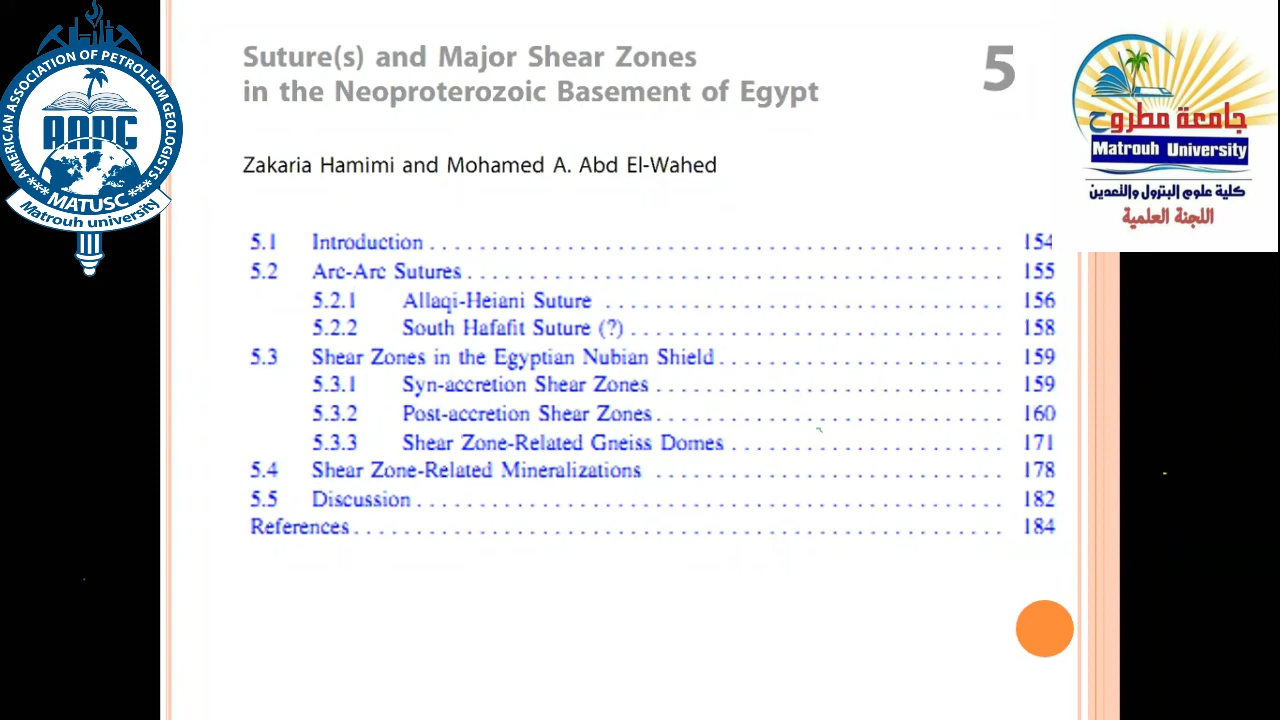 AMERICAN ASSOCIATION OF PETROLEUM GEOLOGISTS
AAPG
*** MATUSC ***
Matrouh university
Suture(s) and Major Shear Zones
in the Neoproterozoic Basement of Egypt
5
Zakaria Hamimi and Mohamed A. Abd El-Wahed
جامعة مطروح
Matrouh University
كلية علوم البترول والتعدين
اللجنة العلمية
5.1 Introduction . . . . . . . . . . 154
5.2 Arc-Arc Sutures . . . . . . . . . . 155
5.2.1 Allaqi-Heiani Suture . . . . . . . . . . 156
5.2.2 South Hafafit Suture (?) . . . . . . . . . . 158
5.3 Shear Zones in the Egyptian Nubian Shield . . . . . . . . . . 159
5.3.1 Syn-accretion Shear Zones . . . . . . . . . . 159
5.3.2 Post-accretion Shear Zones . . . . . . . . . . 160
5.3.3 Shear Zone-Related Gneiss Domes . . . . . . . . . . 171
5.4 Shear Zone-Related Mineralizations . . . . . . . . . . 178
5.5 Discussion . . . . . . . . . . 182
References . . . . . . . . . . 184